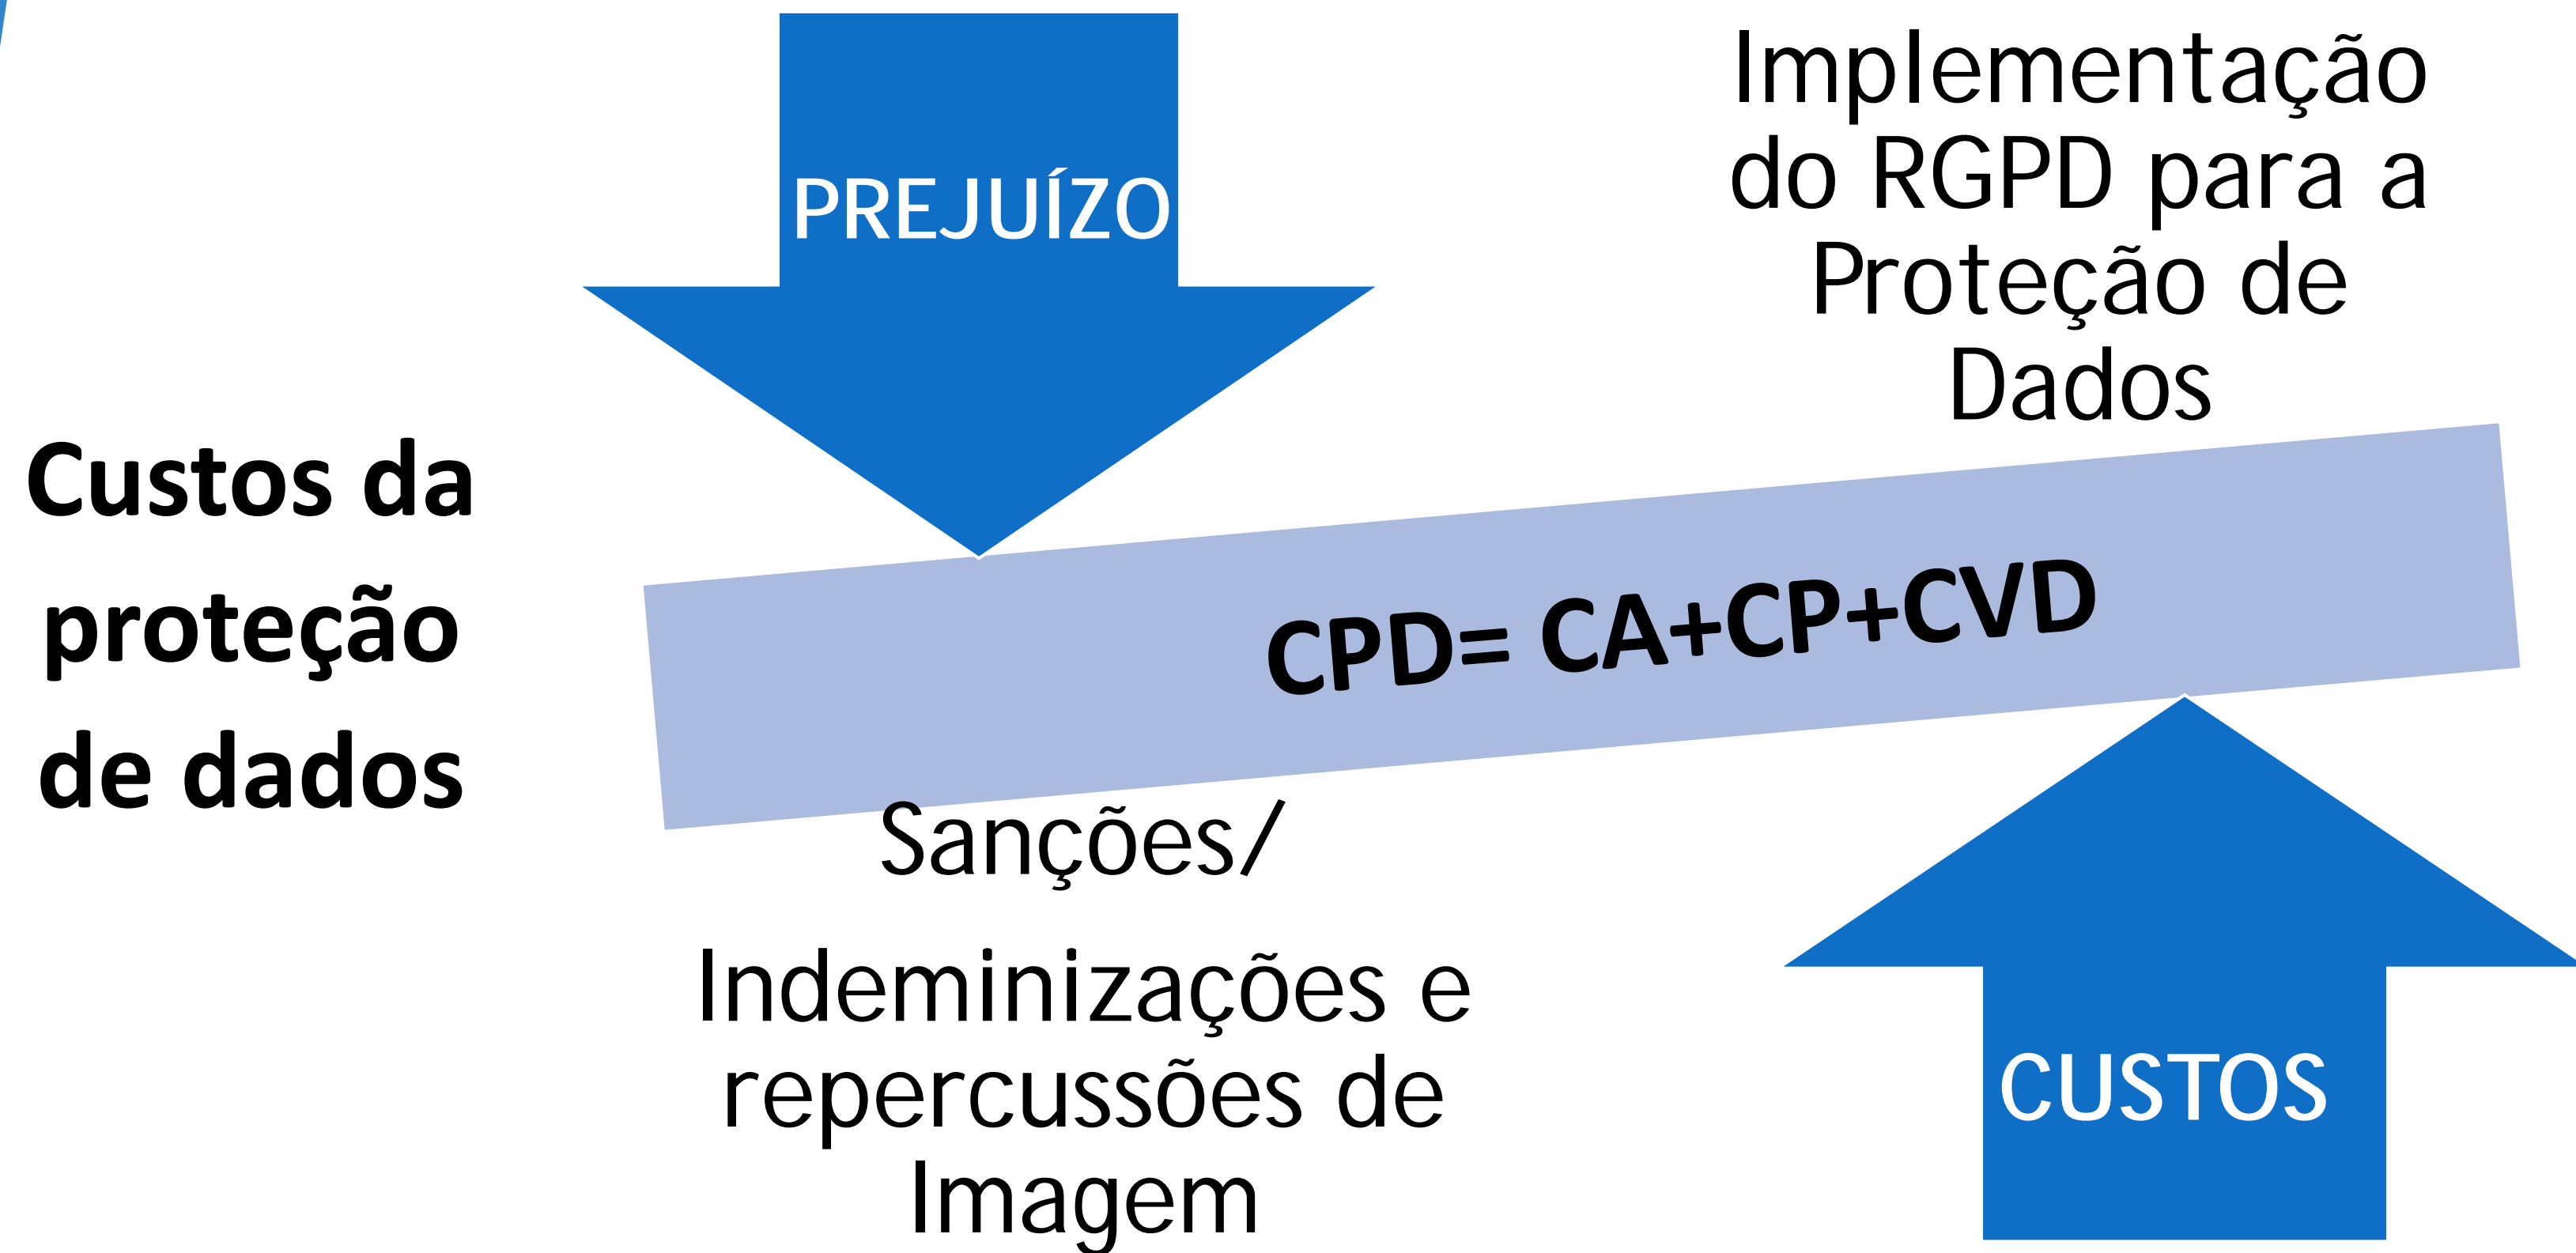 Custos da
proteção
de dados
PREJUÍZO
Implementação
do RGPD para a
Proteção de
Dados
CPD= CA+CP+CVD
Sanções/
Indeminizações e
repercussões de
Imagem
CUSTOS